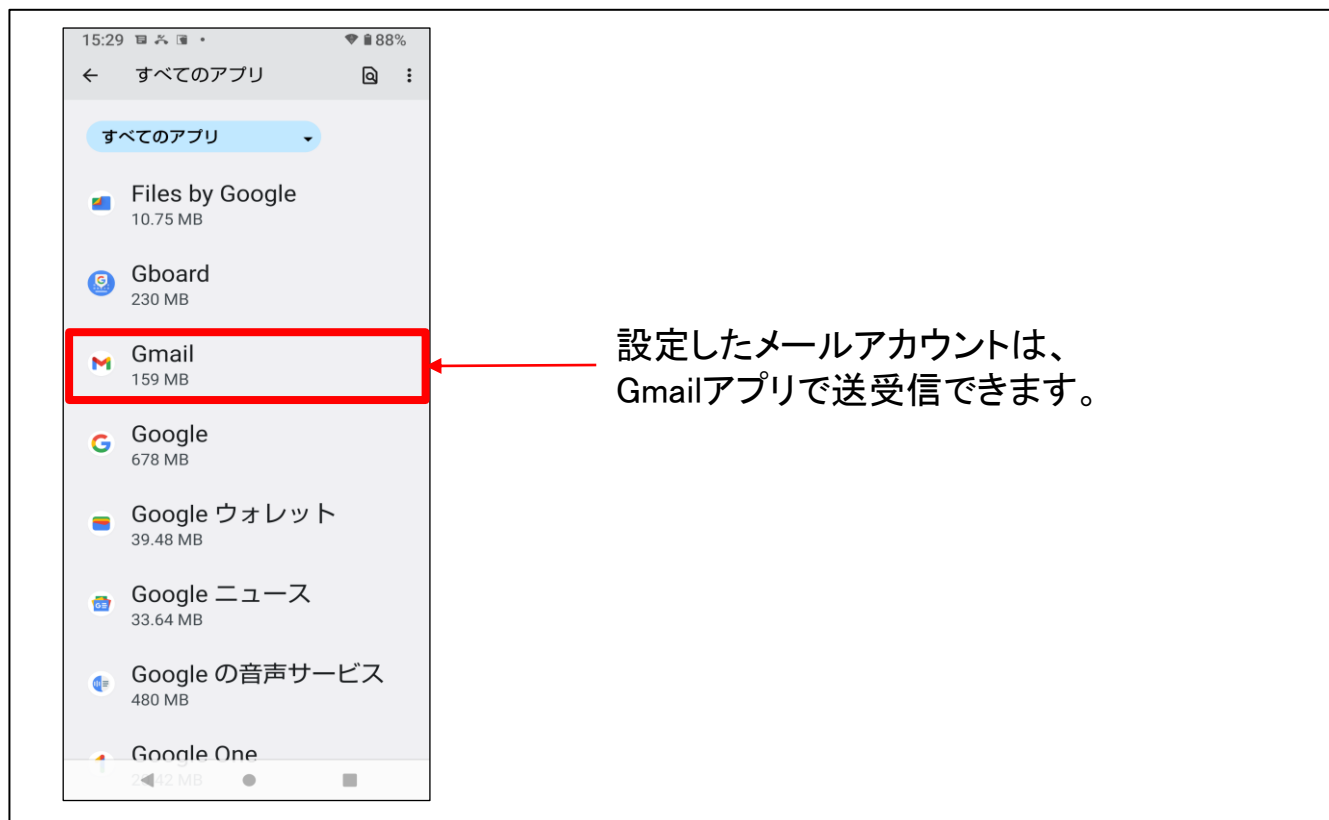 15:29
88%
すべてのアプリ
すべてのアプリ
Files by Google
10.75 MB
Gboard
230 MB
Gmail
159 MB
Google
678 MB
Google ウォレット
39.48 MB
Google ニュース
33.64 MB
Google の音声サービス
480 MB
Google One
設定したメールアカウントは、
Gmailアプリで送受信できます。